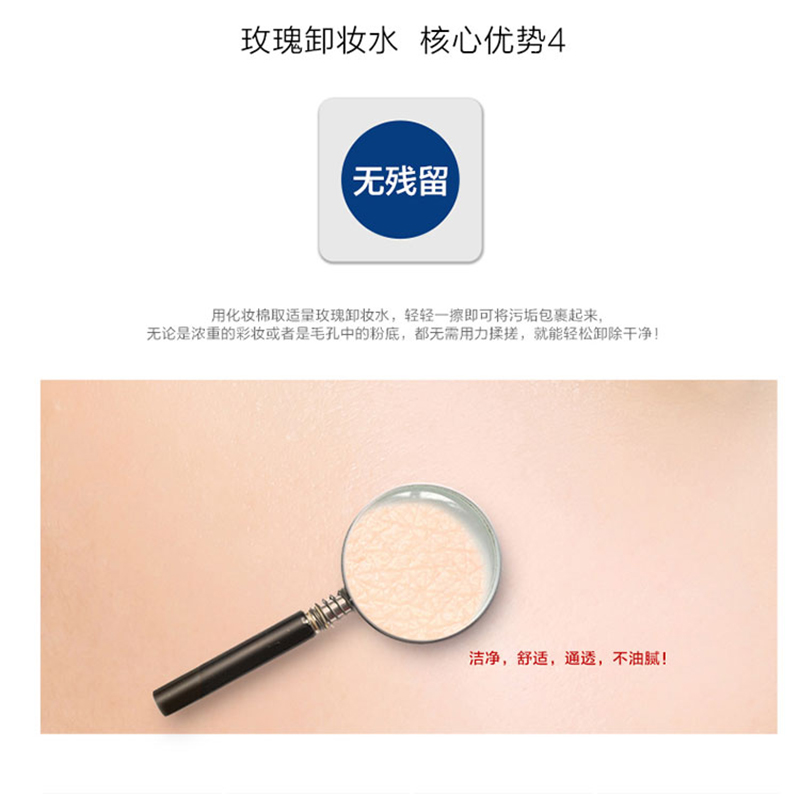 玫瑰卸妆水 核心优势4
无残留
用化妆棉取适量玫瑰卸妆水，轻轻一擦即可将污垢包裹起来，
无论是浓重的彩妆或者是毛孔中的粉底，都无需用力揉搓，就能轻松卸除干净！
洁净，舒适，通透，不油腻！